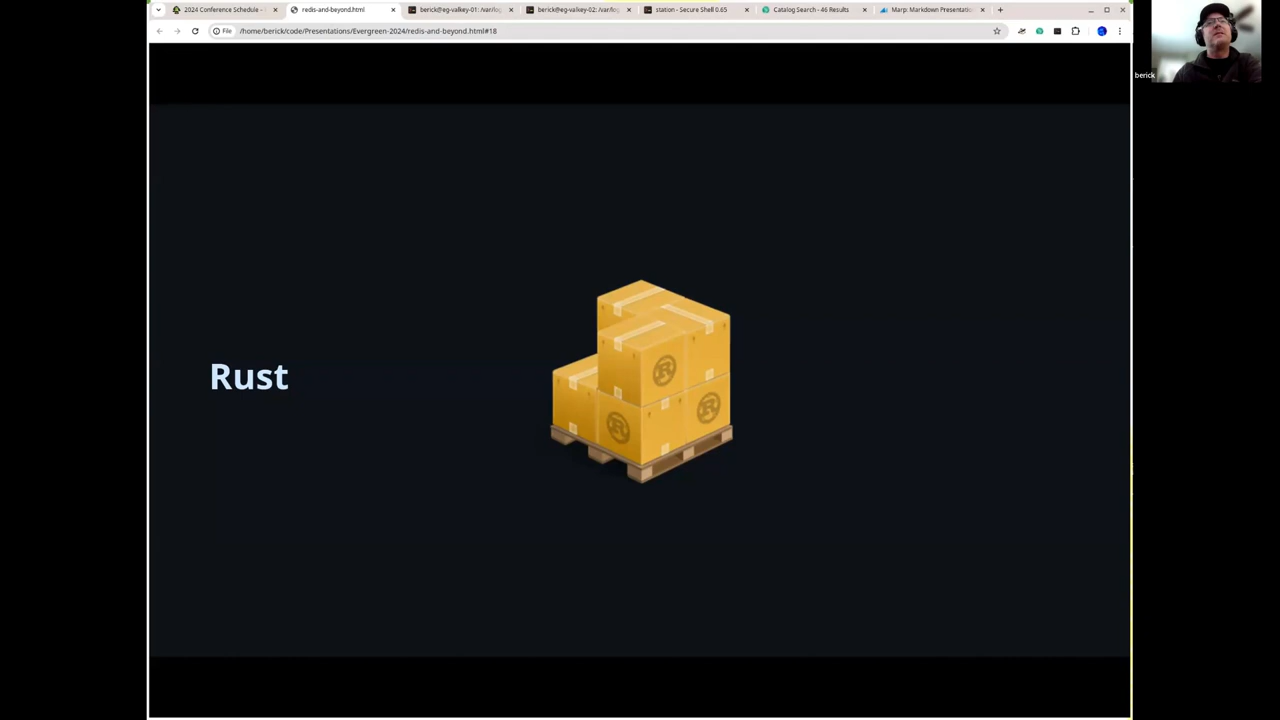 2024 Conference Schedule -
redis-and-beyond.html
berick@eg-valkey-01: /var/log
berick@eg-valkey-02: /var/log
station - Secure Shell 0.65
Catalog Search - 46 Results
Marp: Markdown Presentatio
File
/home/berick/code/Presentations/Evergreen-2024/redis-and-beyond.html#18
berick
Rust
R
R
R